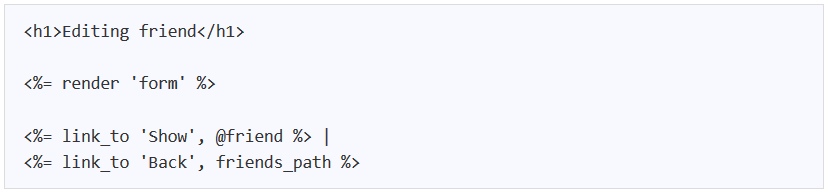 <h1>Editing friend</h1>
<%= render 'form' %>
<%= link_to 'Show', @friend %> |
<%= link_to 'Back', friends_path %>